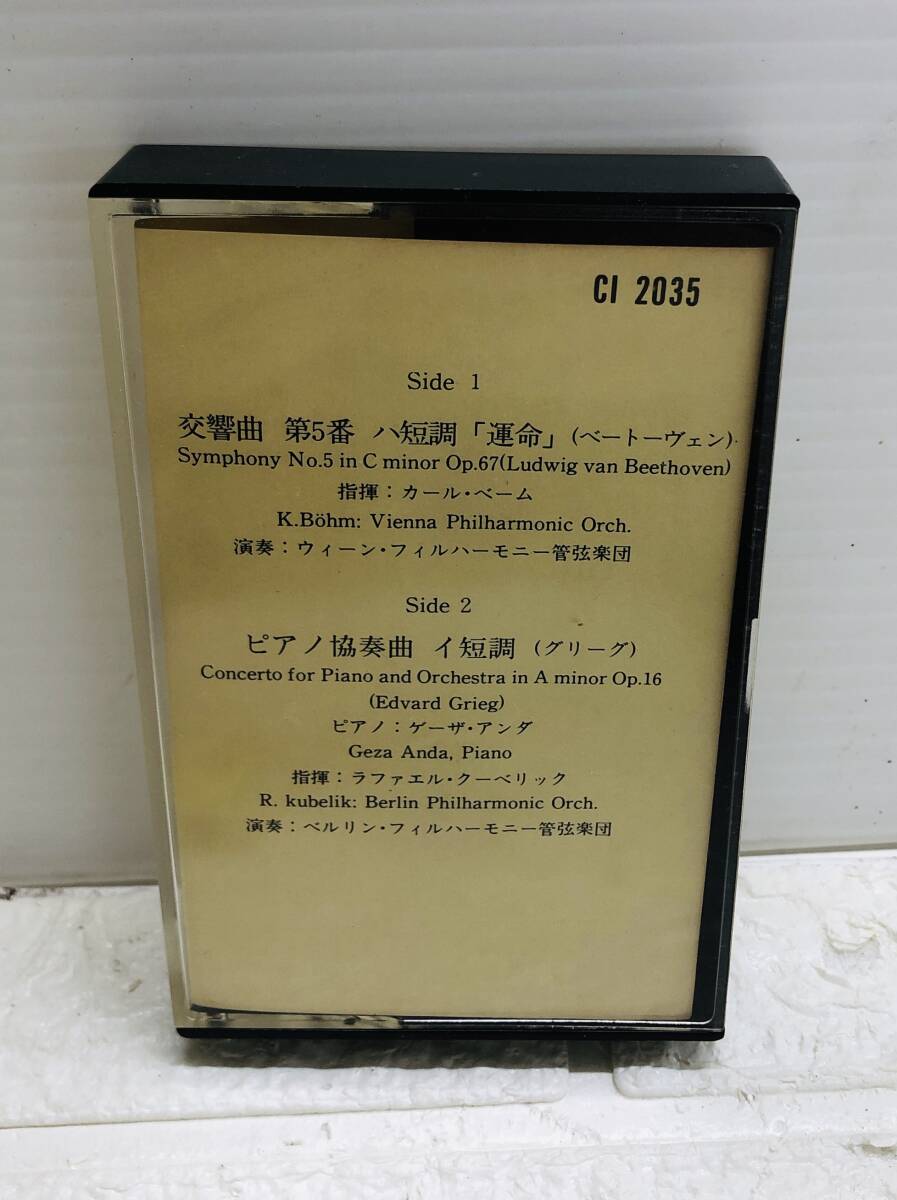 CI 2035
Side 1
交響曲 第5番 ハ短調「運命」(ベートーヴェン)
Symphony No.5 in C minor Op.67(Ludwig van Beethoven)
指揮：カール・ベーム
K.Böhm: Vienna Philharmonic Orch.
演奏：ウィーン・フィルハーモニー管弦楽団
Side 2
ピアノ協奏曲 イ短調 (グリーグ)
Concerto for Piano and Orchestra in A minor Op.16
(Edvard Grieg)
ピアノ：ゲーザ・アンダ
Geza Anda, Piano
指揮：ラファエル・クーベリック
R. kubelik: Berlin Philharmonic Orch.
演奏：ベルリン・フィルハーモニー管弦楽団